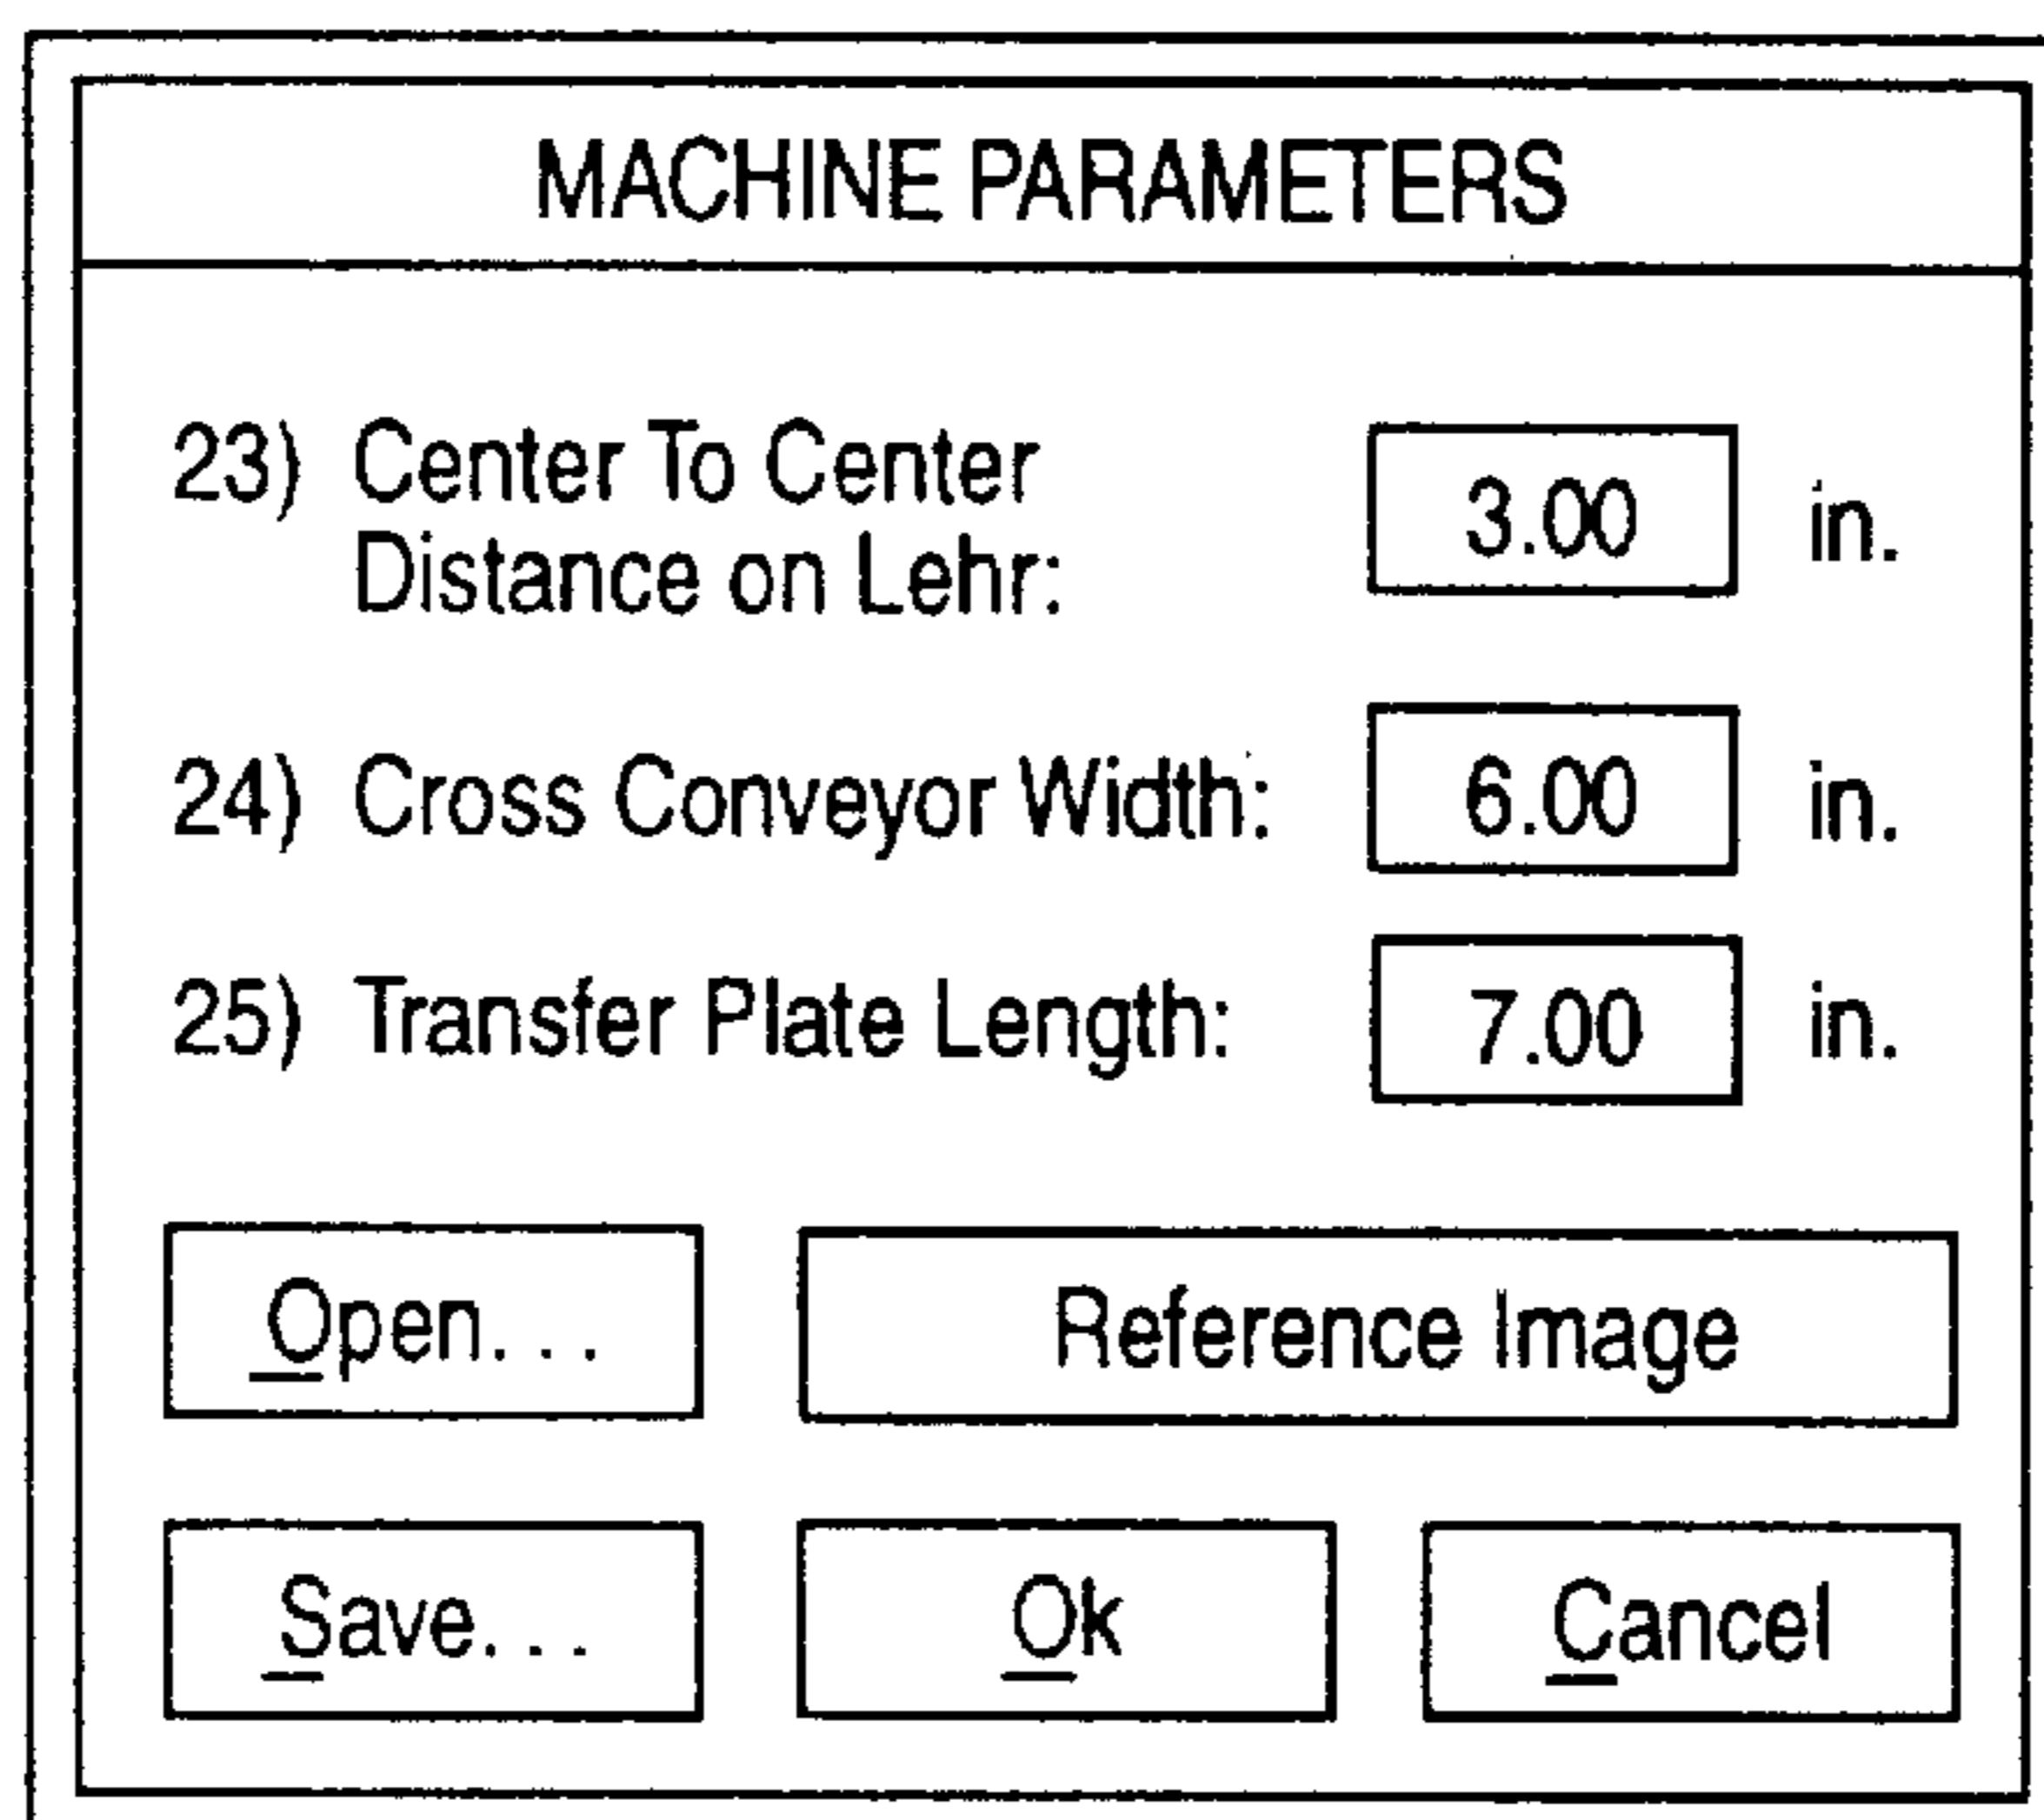 MACHINE PARAMETERS
23) Center To Center
Distance on Lehr: 3.00 in.
24) Cross Conveyor Width: 6.00 in.
25) Transfer Plate Length: 7.00 in.
Open... Reference Image
Save... Ok Cancel